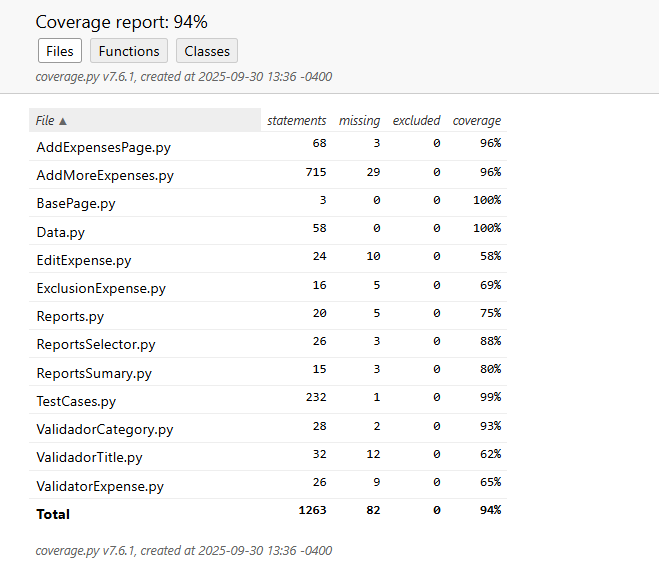 Coverage report: 94%
Files Functions Classes
coverage.py v7.6.1, created at 2025-09-30 13:36 -0400
File ▲ statements missing excluded coverage
AddExpensesPage.py 68 3 0 96%
AddMoreExpenses.py 715 29 0 96%
BasePage.py 3 0 0 100%
Data.py 58 0 0 100%
EditExpense.py 24 10 0 58%
ExclusionExpense.py 16 5 0 69%
Reports.py 20 5 0 75%
ReportsSelector.py 26 3 0 88%
ReportsSumary.py 15 3 0 80%
TestCases.py 232 1 0 99%
ValidadorCategory.py 28 2 0 93%
ValidadorTitle.py 32 12 0 62%
ValidatorExpense.py 26 9 0 65%
Total 1263 82 0 94%
coverage.py v7.6.1, created at 2025-09-30 13:36 -0400